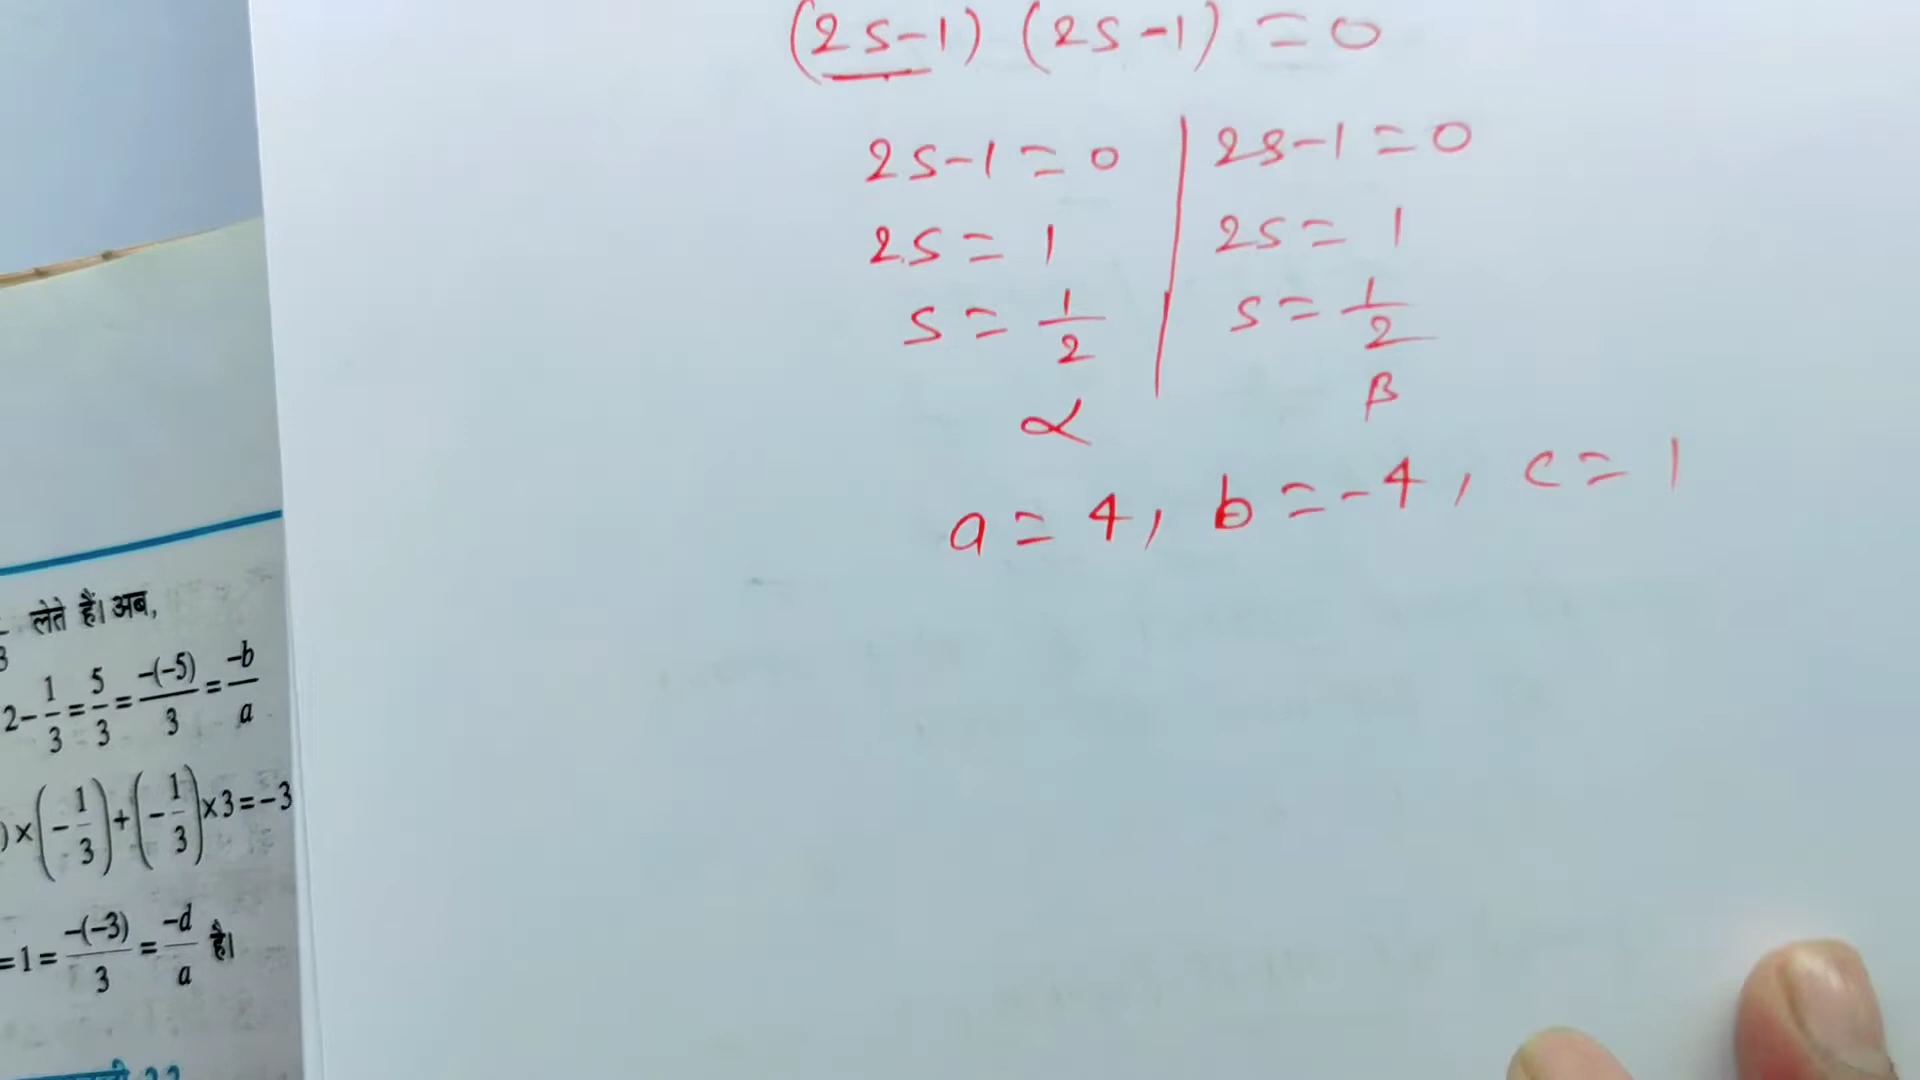 (2s-1) (2s-1) = 0
2s-1 = 0 | 2s-1 = 0
2s = 1 | 2s = 1
s = 1/2 | s = 1/2
α β
a = 4, b = -4, c = 1
3 लेते हैं। अब,
2 - 1/3 = 5/3 = -(-5)/3 = -b/a
) × (-1/3) + (-1/3) × 3 = -3
= 1 = -(-3)/3 = -d/a है।